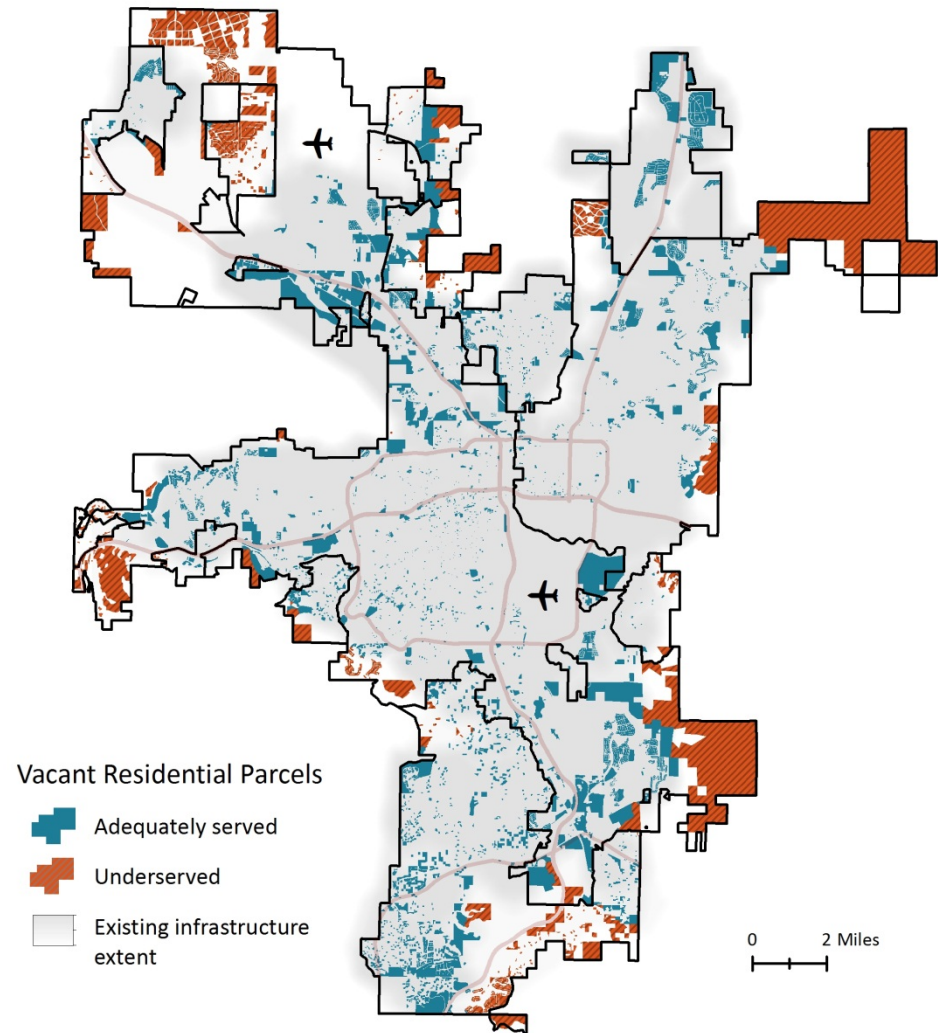 Vacant Residential Parcels
Adequately served
Underserved
Existing infrastructure
extent
0 2 Miles